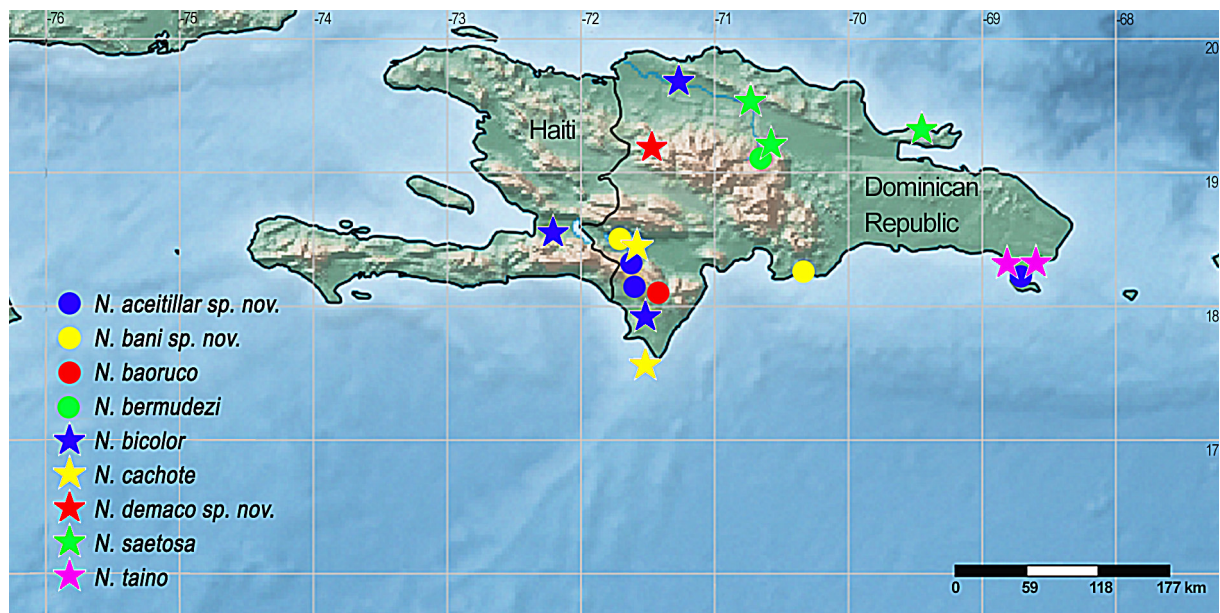 -76 -75 -74 -73 -72 -71 -70 -69 -68
20
Haiti
19
Dominican
Republic
18
N. aceitillar sp. nov.
N. bani sp. nov.
N. baoruco
N. bermudezi
N. bicolor
17
N. cachote
N. demaco sp. nov.
N. saetosa
N. taino
0 59 118 177 km